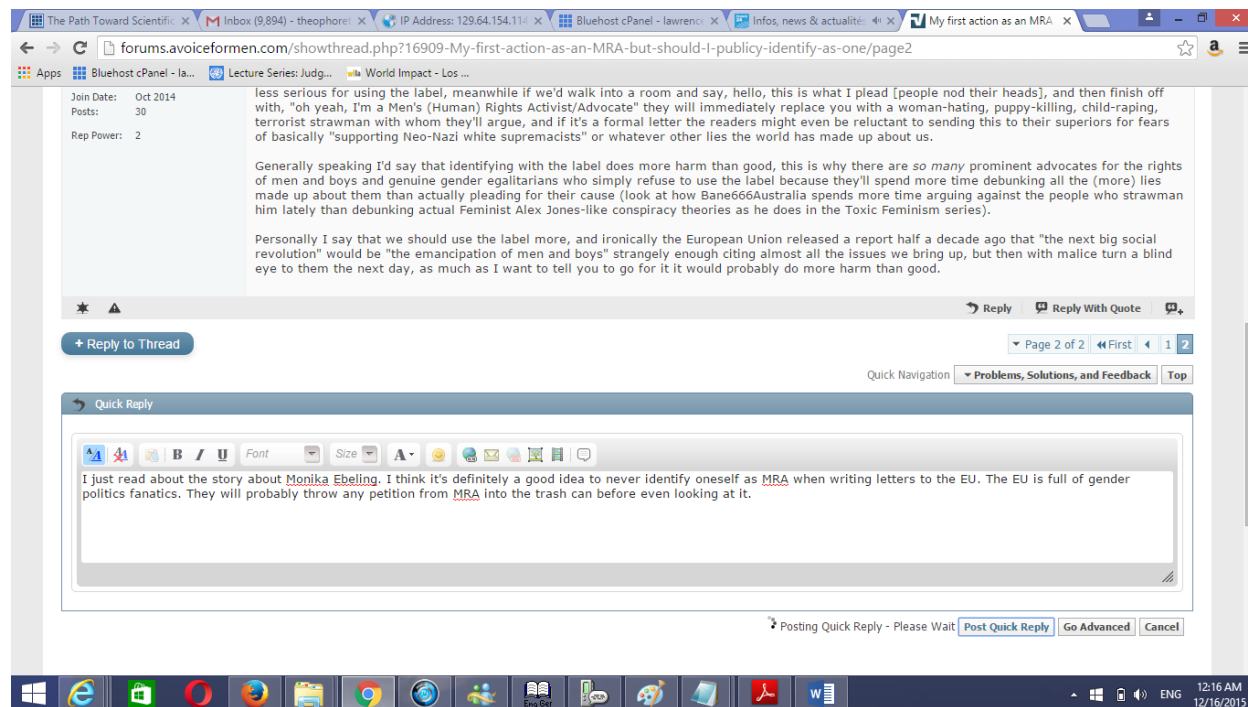 The Path Toward Scientific
Inbox (9,894) - theophoret
IP Address: 129.64.154.114
Bluehost cPanel - lawrence
Infos, news & actualités
My first action as an MRA
forums.avoiceformen.com/showthread.php?16909-My-first-action-as-an-MRA-but-should-I-publicy-identify-as-one/page2
Apps
Bluehost cPanel - la...
Lecture Series: Judg...
World Impact - Los ...
Join Date: Oct 2014
Posts: 30
Rep Power: 2
less serious for using the label, meanwhile if we'd walk into a room and say, hello, this is what I plead [people nod their heads], and then finish off
with, "oh yeah, I'm a Men's (Human) Rights Activist/Advocate" they will immediately replace you with a woman-hating, puppy-killing, child-raping,
terrorist strawman with whom they'll argue, and if it's a formal letter the readers might even be reluctant to sending this to their superiors for fears
of basically "supporting Neo-Nazi white supremacists" or whatever other lies the world has made up about us.
Generally speaking I'd say that identifying with the label does more harm than good, this is why there are so many prominent advocates for the rights
of men and boys and genuine gender egalitarians who simply refuse to use the label because they'll spend more time debunking all the (more) lies
made up about them than actually pleading for their cause (look at how Bane666Australia spends more time arguing against the people who strawman
him lately than debunking actual Feminist Alex Jones-like conspiracy theories as he does in the Toxic Feminism series).
Personally I say that we should use the label more, and ironically the European Union released a report half a decade ago that "the next big social
revolution" would be "the emancipation of men and boys" strangely enough citing almost all the issues we bring up, but then with malice turn a blind
eye to them the next day, as much as I want to tell you to go for it it would probably do more harm than good.
Reply
Reply With Quote
+ Reply to Thread
Page 2 of 2 First 1 2
Quick Navigation Problems, Solutions, and Feedback Top
Quick Reply
B I U Font Size A
I just read about the story about Monika Ebeling. I think it's definitely a good idea to never identify oneself as MRA when writing letters to the EU. The EU is full of gender
politics fanatics. They will probably throw any petition from MRA into the trash can before even looking at it.
Posting Quick Reply - Please Wait Post Quick Reply Go Advanced Cancel
Eng Ger
ENG
12:16 AM
12/16/2015